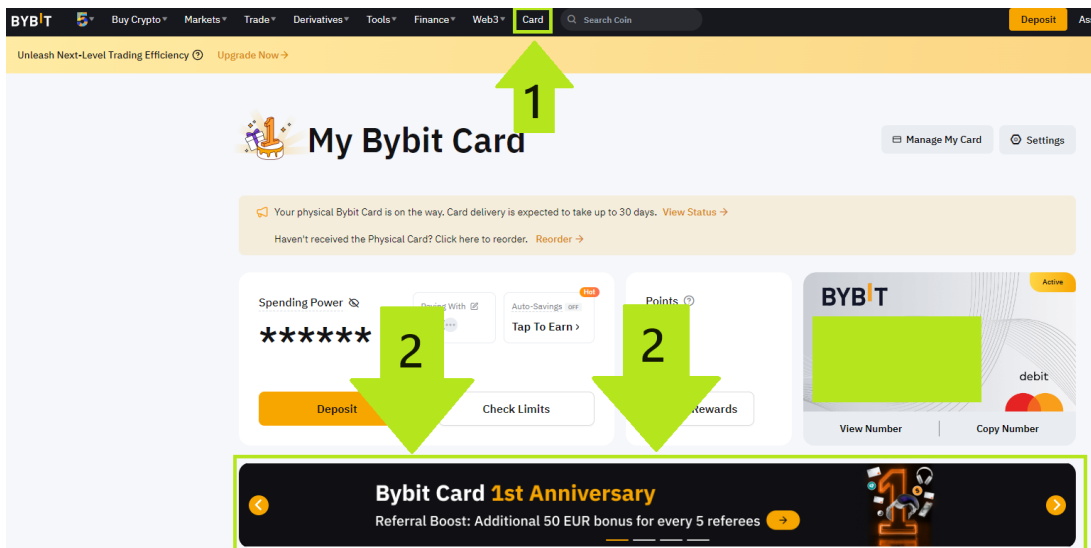 BYBIT 5 Buy Crypto Markets Trade Derivatives Tools Finance Web3 Card Search Coin Deposit As
Unleash Next-Level Trading Efficiency Upgrade Now →
1
My Bybit Card
Manage My Card Settings
Your physical Bybit Card is on the way. Card delivery is expected to take up to 30 days. View Status →
Haven't received the Physical Card? Click here to reorder. Reorder →
Hot
Active
Spending Power
Paying With
Auto-Savings OFF
Points
BYBIT
******
Tap To Earn >
2
2
debit
Deposit
Check Limits
Rewards
View Number
Copy Number
Bybit Card 1st Anniversary
Referral Boost: Additional 50 EUR bonus for every 5 referees →